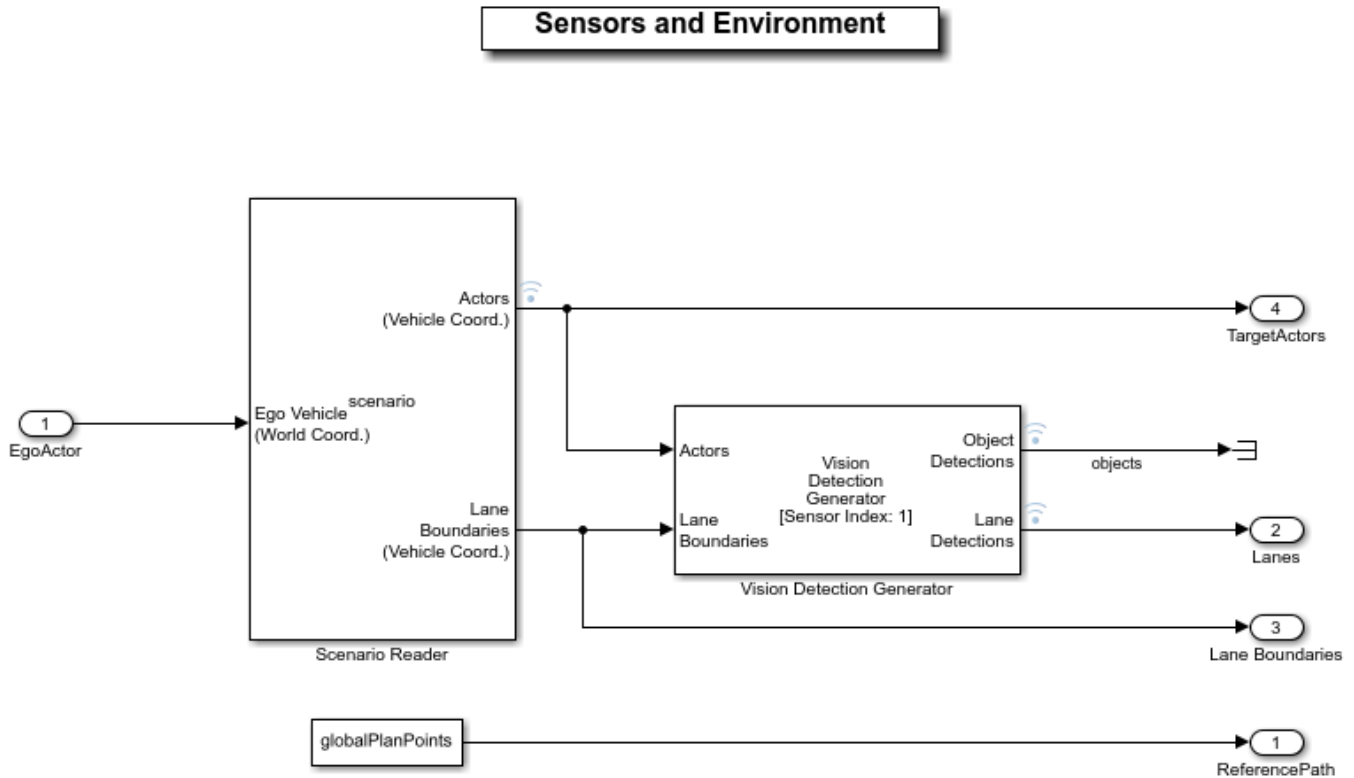 Sensors and Environment
Actors
(Vehicle Coord.)
4
TargetActors
scenario
Ego Vehicle
(World Coord.)
1
EgoActor
Actors
Vision
Detection
Generator
[Sensor Index: 1]
Object
Detections
objects
Lane
Boundaries
(Vehicle Coord.)
Lane
Boundaries
Lane
Detections
2
Lanes
Vision Detection Generator
3
Lane Boundaries
Scenario Reader
globalPlanPoints
1
ReferencePath